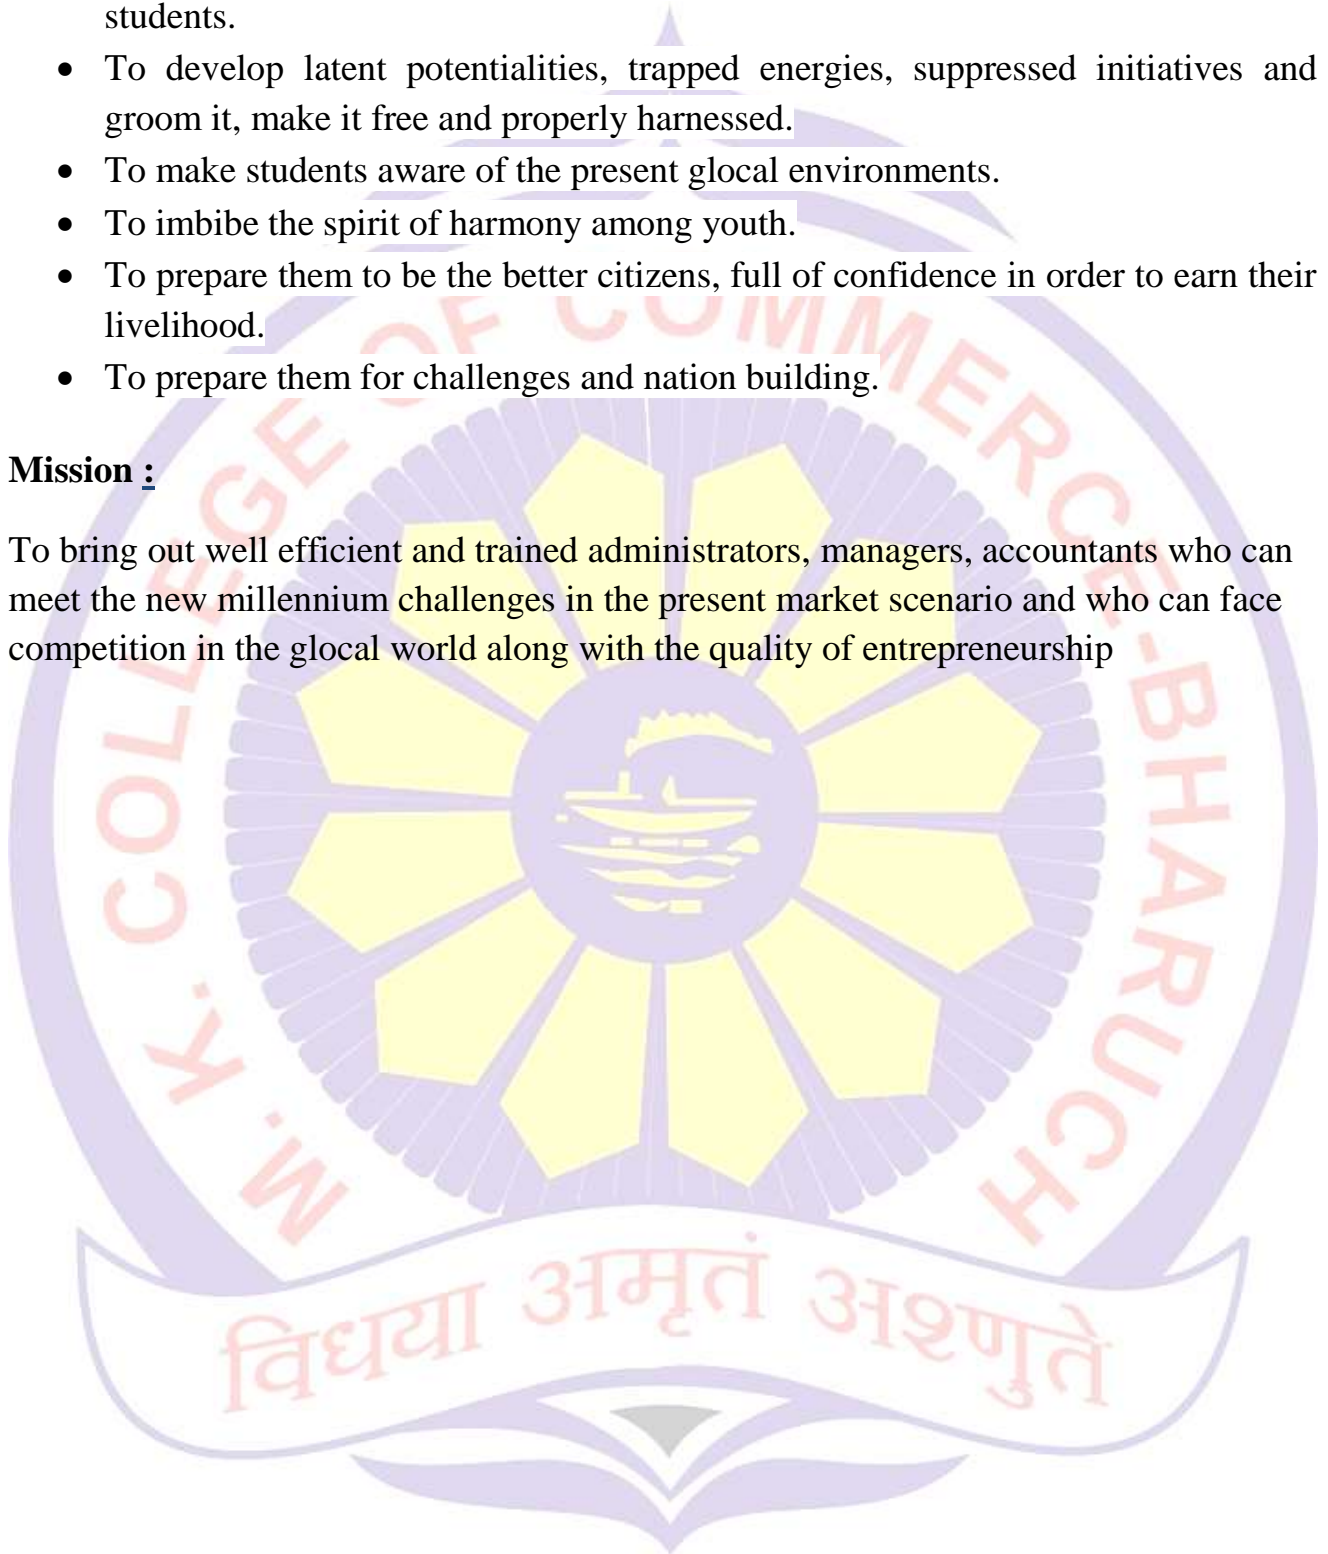 students.
• To develop latent potentialities, trapped energies, suppressed initiatives and
groom it, make it free and properly harnessed.
• To make students aware of the present glocal environments.
• To imbibe the spirit of harmony among youth.
• To prepare them to be the better citizens, full of confidence in order to earn their
livelihood.
• To prepare them for challenges and nation building.
Mission :
To bring out well efficient and trained administrators, managers, accountants who can
meet the new millennium challenges in the present market scenario and who can face
competition in the glocal world along with the quality of entrepreneurship
M. K. COLLEGE OF COMMERCE-BHARUCH
विधया अमृतं अश्णुते